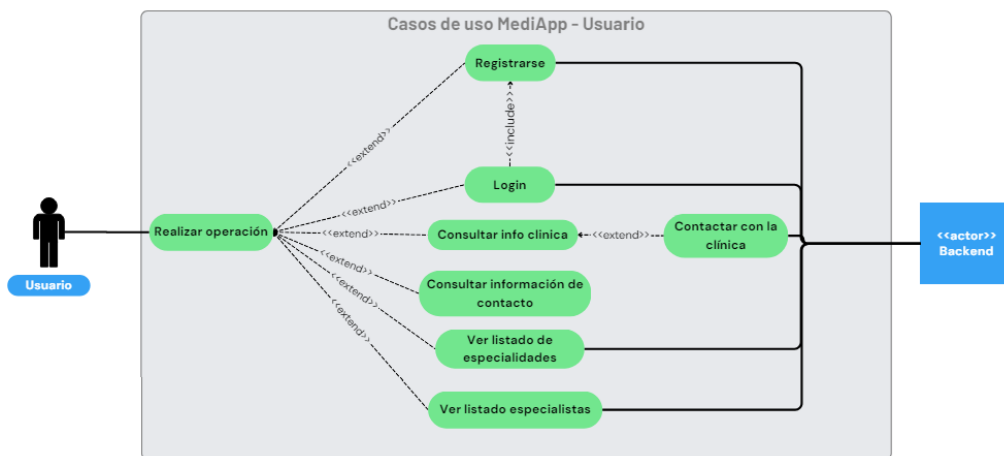 Casos de uso MediApp - Usuario
Registrarse
<<extend>>
<<include>>
Login
<<extend>>
Realizar operación
<<extend>>
Consultar info clinica
<<extend>>
Contactar con la
clínica
<<actor>>
Backend
Usuario
<<extend>>
Consultar información de
contacto
<<extend>>
Ver listado de
especialidades
<<extend>>
Ver listado especialistas